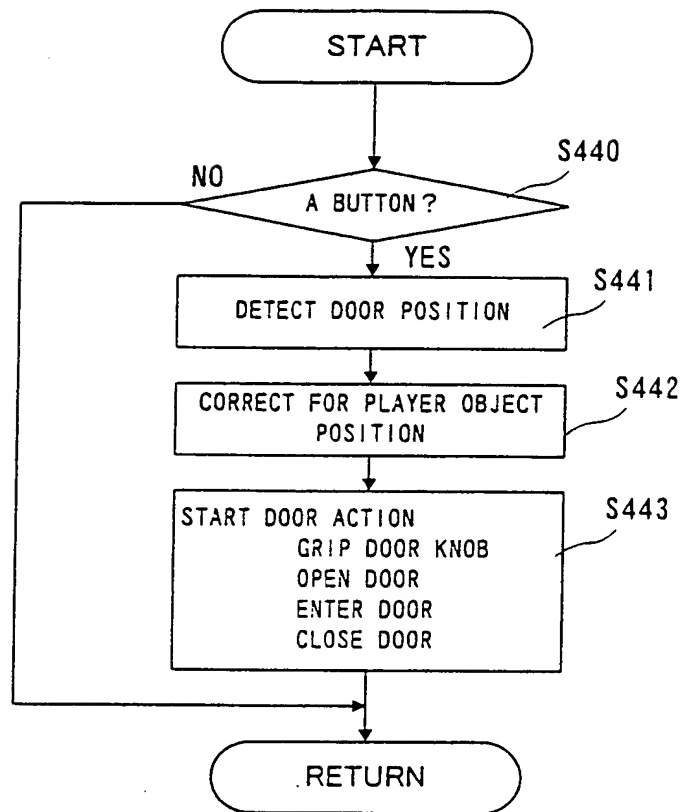 START
S440
NO
A BUTTON?
YES
S441
DETECT DOOR POSITION
S442
CORRECT FOR PLAYER OBJECT
POSITION
S443
START DOOR ACTION
GRIP DOOR KNOB
OPEN DOOR
ENTER DOOR
CLOSE DOOR
RETURN